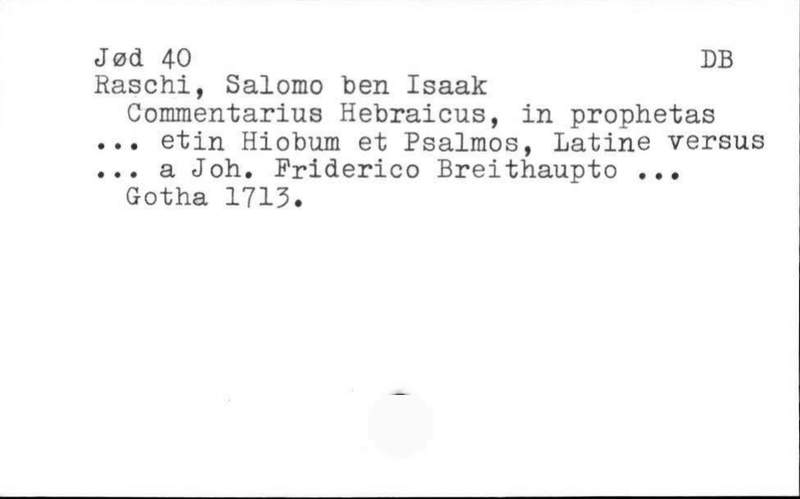 Jød 40 DB
Raschi, Salomo ben Isaak
Commentarius Hebraicus, in prophetas
... etin Hiobum et Psalmos, Latine versus
... a Joh. Friderico Breithaupto ...
Gotha 1713.